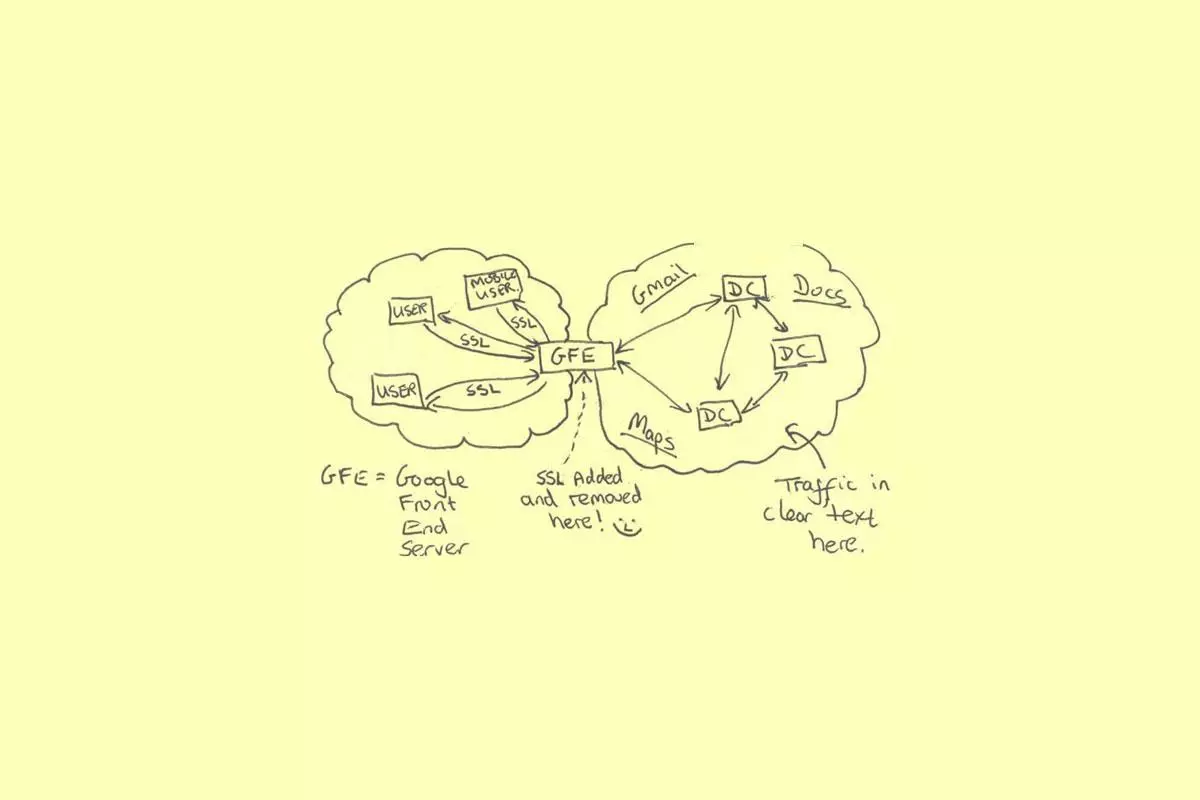 MOBILE
USER.
USER
SSL
SSL
USER
SSL
GFE
Gmail
DC
Docs
DC
DC
Maps
GFE = Google
Front
End
Server
SSL Added
and removed
here!
Traffic in
clear text
here.